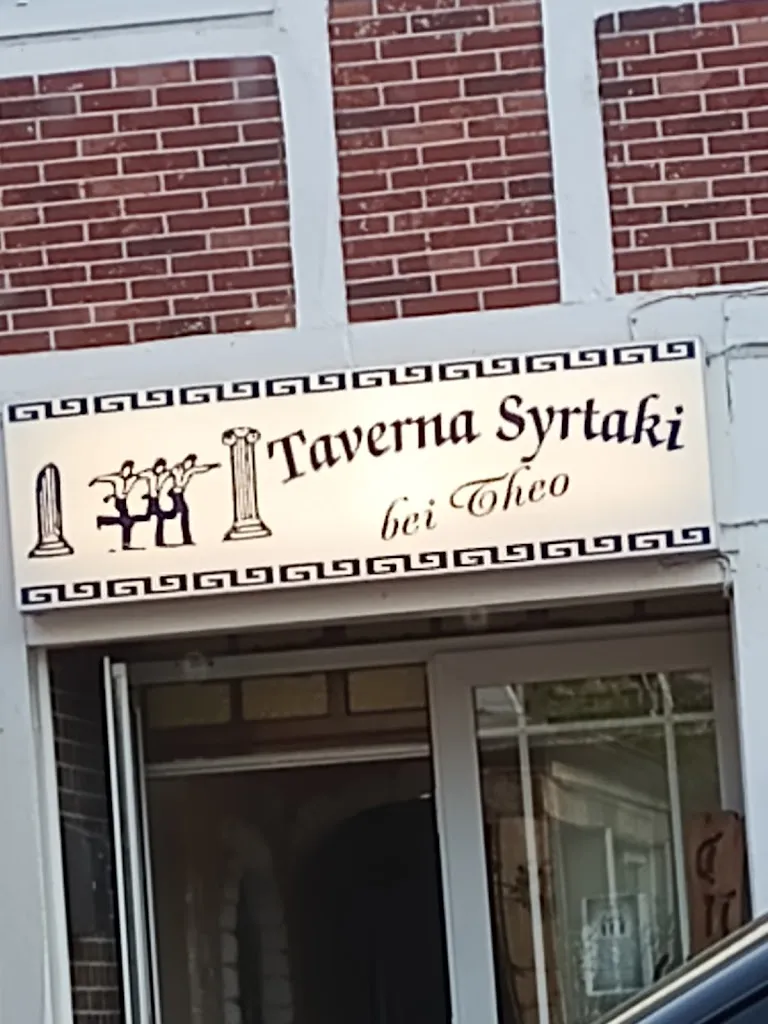 Taverna Syrtaki
bei Theo